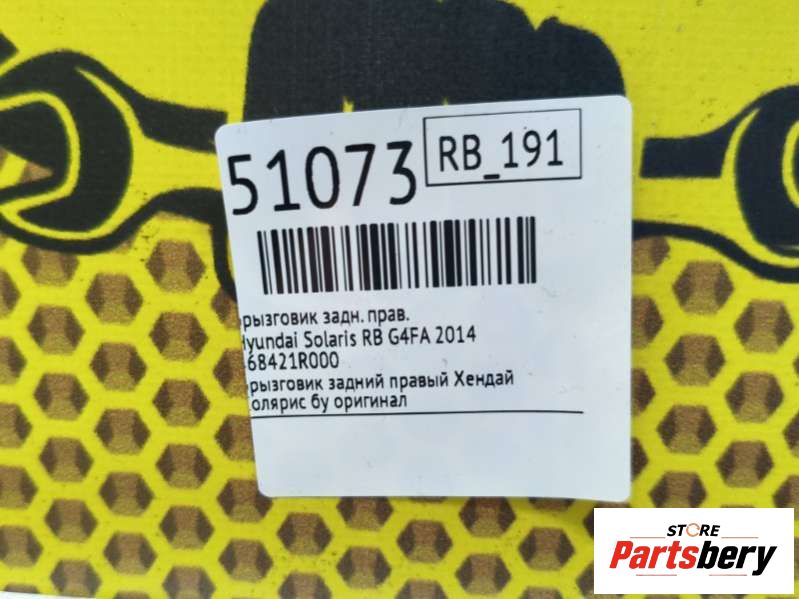 51073
RB_191
рызговик задн. прав.
Hyundai Solaris RB G4FA 2014
68421R000
рызговик задний правый Хендай
олярис бу оригинал
STORE
Partsbery